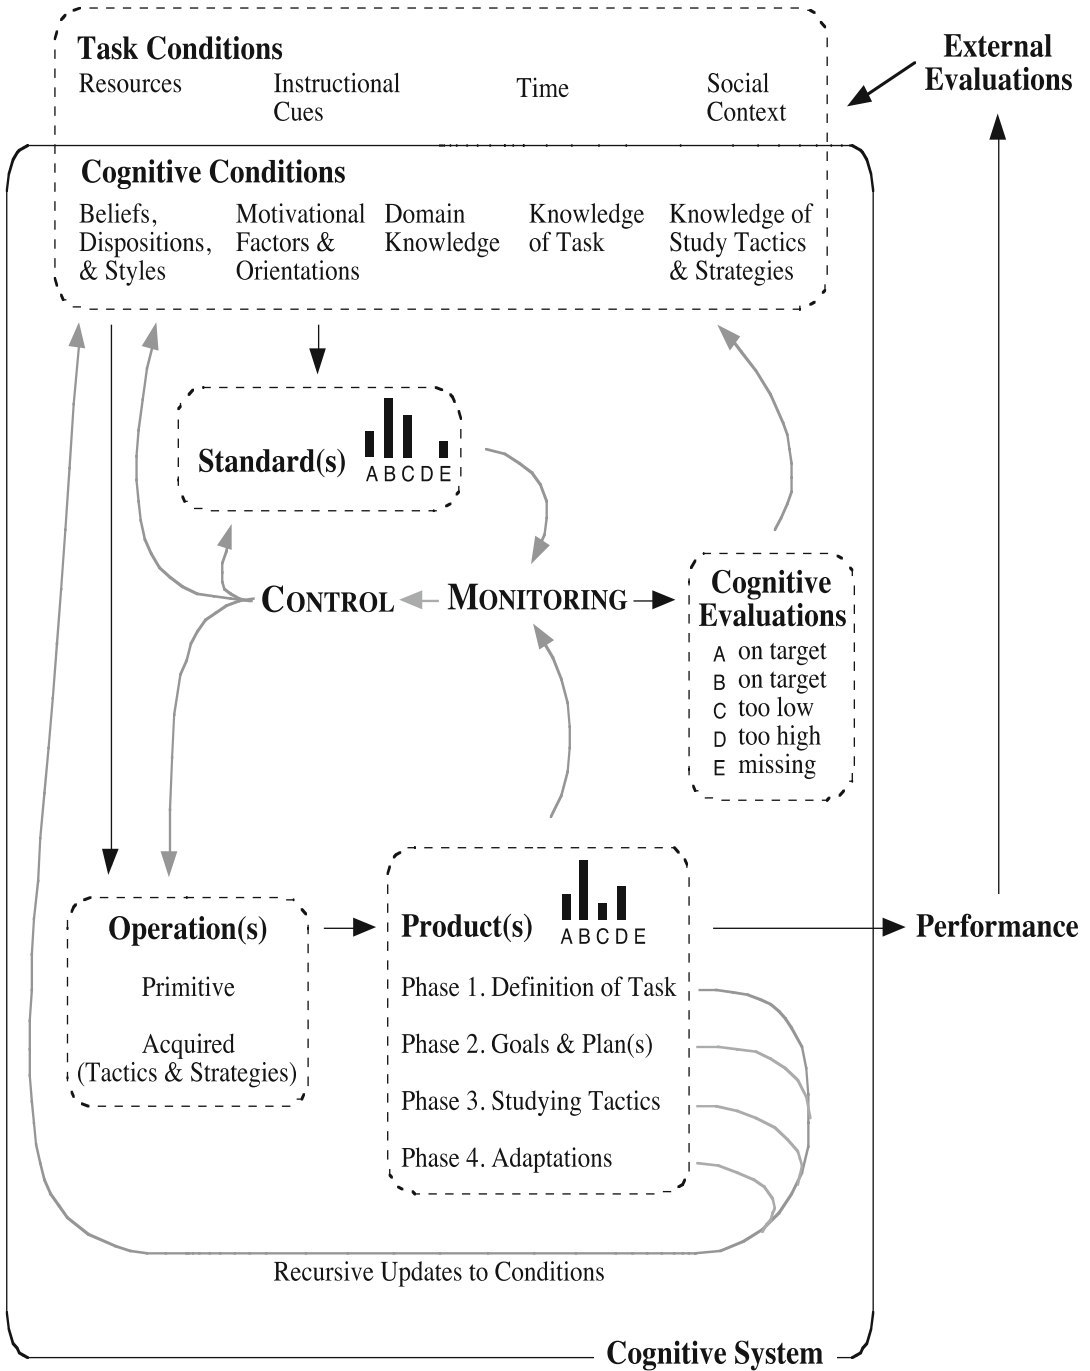 Task Conditions
Resources
Instructional
Cues
Time
Social
Context
External
Evaluations
Cognitive Conditions
Beliefs,
Dispositions,
& Styles
Motivational
Factors &
Orientations
Domain
Knowledge
Knowledge
of Task
Knowledge of
Study Tactics
& Strategies
Standard(s)
A B C D E
CONTROL
MONITORING
Cognitive
Evaluations
A on target
B on target
C too low
D too high
E missing
Operation(s)
Primitive
Acquired
(Tactics & Strategies)
Product(s)
A B C D E
Phase 1. Definition of Task
Phase 2. Goals & Plan(s)
Phase 3. Studying Tactics
Phase 4. Adaptations
Performance
Recursive Updates to Conditions
Cognitive System